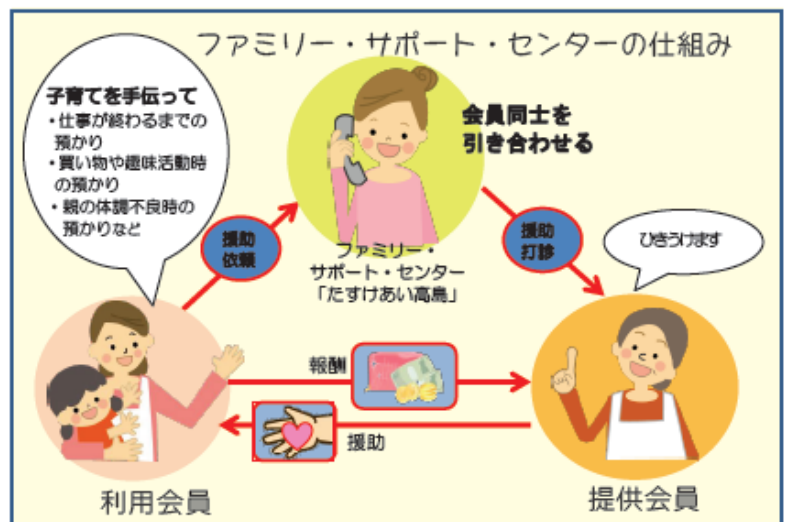 ファミリー・サポート・センターの仕組み
子育てを手伝って
・仕事が終わるまでの
預かり
・買い物や趣味活動時
の預かり
・親の体調不良時の
預かりなど
会員同士を
引き合わせる
援助
依頼
援助
打診
ひきうけます
ファミリー・
サポート・センター
「たすけあい高島」
報酬
援助
利用会員
提供会員